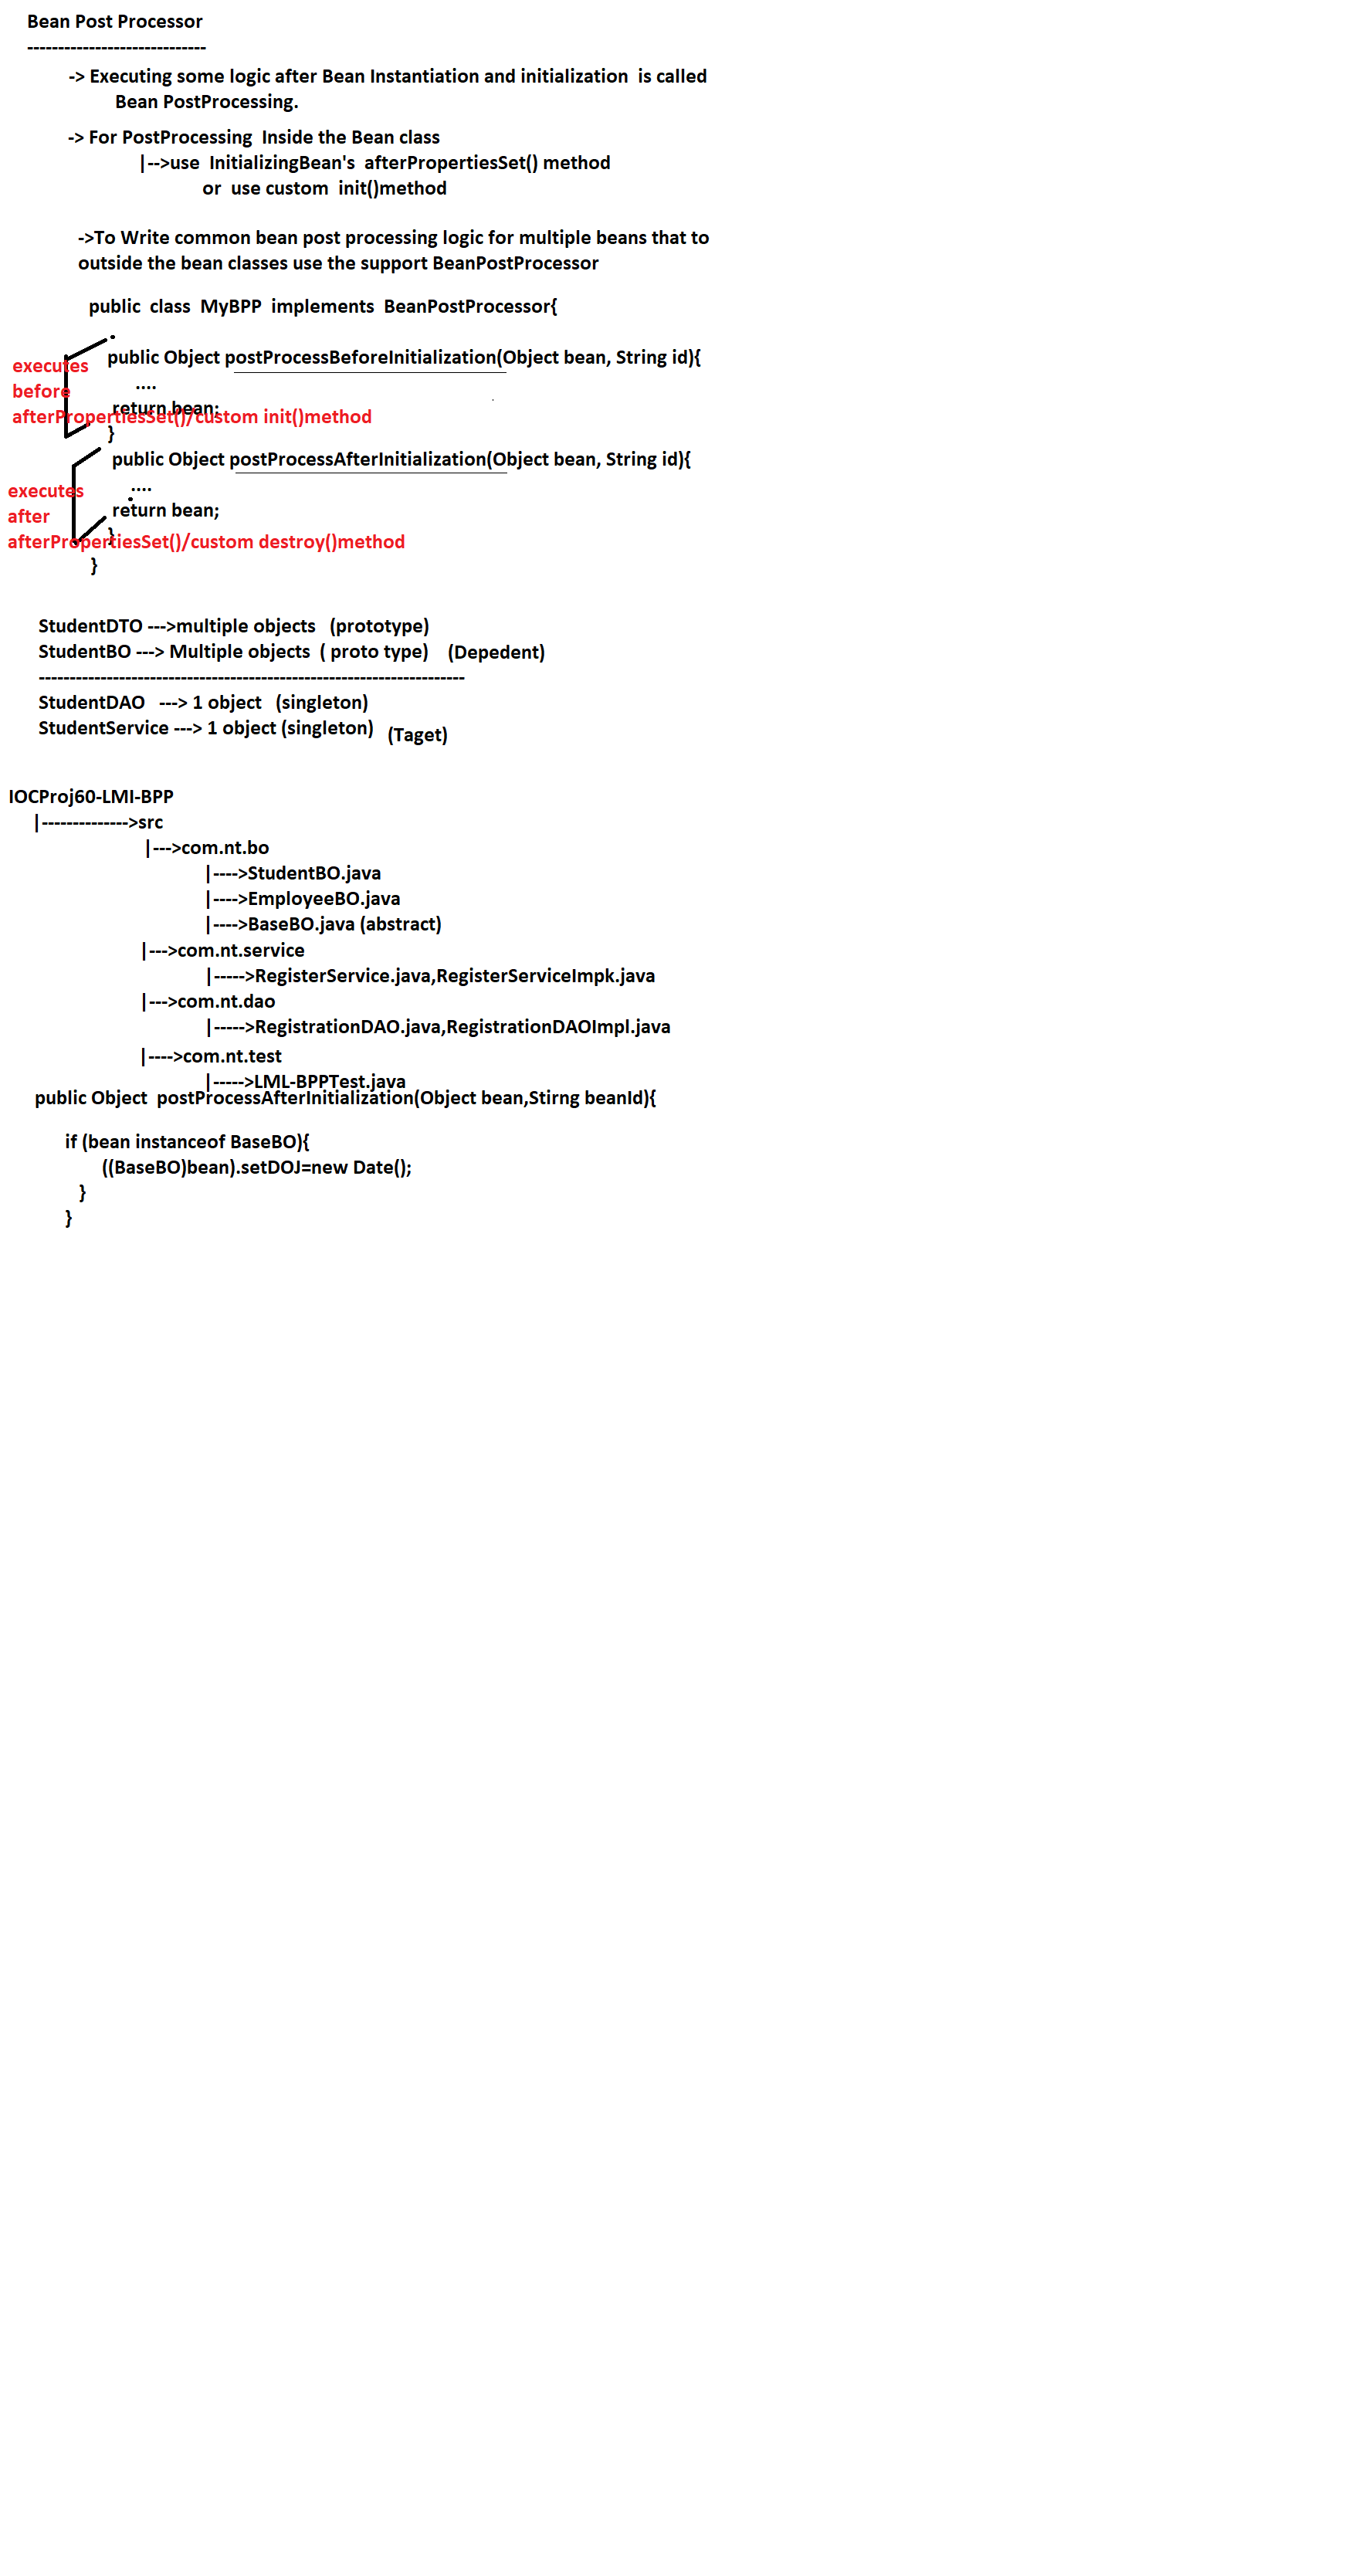 Bean Post Processor
-----------------------------
-> Executing some logic after Bean Instantiation and initialization  is called
Bean PostProcessing.
-> For PostProcessing  Inside the Bean class
|-->use  InitializingBean's  afterPropertiesSet() method
or  use custom  init()method
->To Write common bean post processing logic for multiple beans that to
outside the bean classes use the support BeanPostProcessor
public  class  MyBPP  implements  BeanPostProcessor{
public Object postProcessBeforeInitialization(Object bean, String id){
executes
....
before
return bean;
afterPropertiesSet()/custom init()method
}
public Object postProcessAfterInitialization(Object bean, String id){
....
executes
return bean;
after
}
afterPropertiesSet()/custom destroy()method
}
StudentDTO --->multiple objects   (prototype)
StudentBO ---> Multiple objects  ( proto type)    (Depedent)
---------------------------------------------------------------------
StudentDAO   ---> 1 object   (singleton)
StudentService ---> 1 object (singleton)   (Taget)
IOCProj60-LMI-BPP
|-------------->src
|--->com.nt.bo
|---->StudentBO.java
|---->EmployeeBO.java
|---->BaseBO.java (abstract)
|--->com.nt.service
|----->RegisterService.java,RegisterServiceImpk.java
|--->com.nt.dao
|----->RegistrationDAO.java,RegistrationDAOImpl.java
|---->com.nt.test
|----->LML-BPPTest.java
public Object  postProcessAfterInitialization(Object bean,Stirng beanId){
if (bean instanceof BaseBO){
((BaseBO)bean).setDOJ=new Date();
}
}